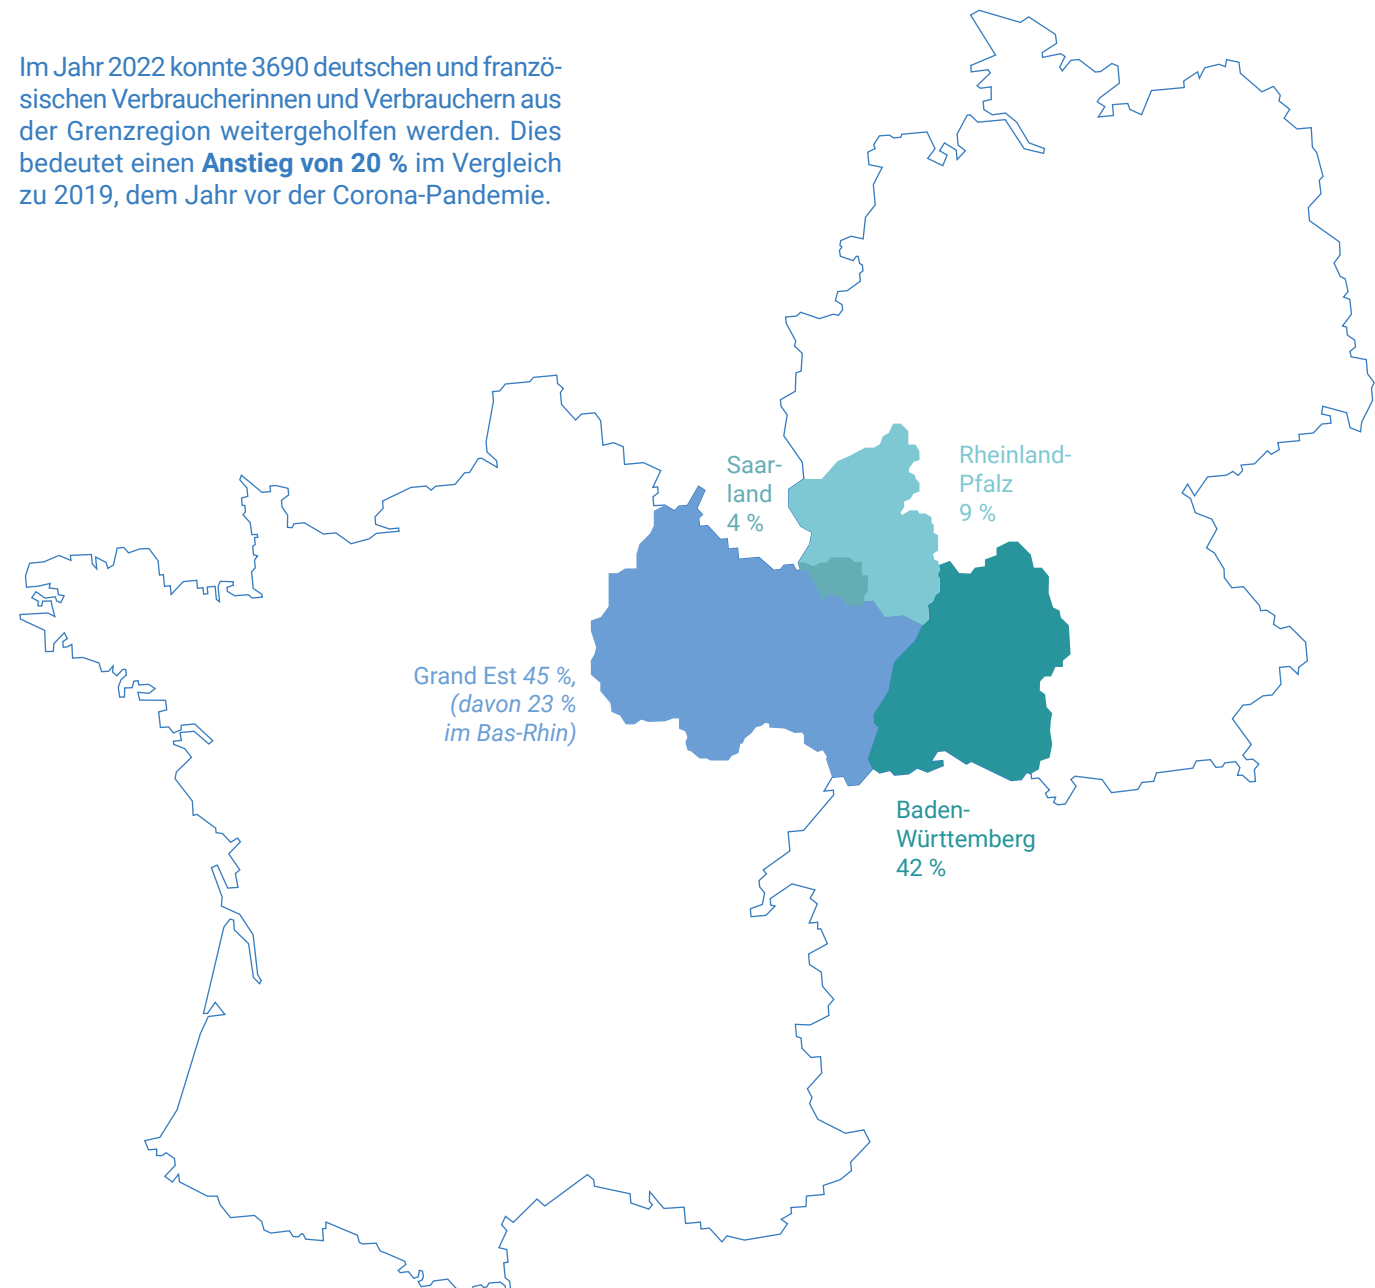 Im Jahr 2022 konnte 3690 deutschen und franzö-
sischen Verbraucherinnen und Verbrauchern aus
der Grenzregion weitergeholfen werden. Dies
bedeutet einen Anstieg von 20 % im Vergleich
zu 2019, dem Jahr vor der Corona-Pandemie.
Saar-
land
4 %
Rheinland-
Pfalz
9 %
Grand Est 45 %,
(davon 23 %
im Bas-Rhin)
Baden-
Württemberg
42 %